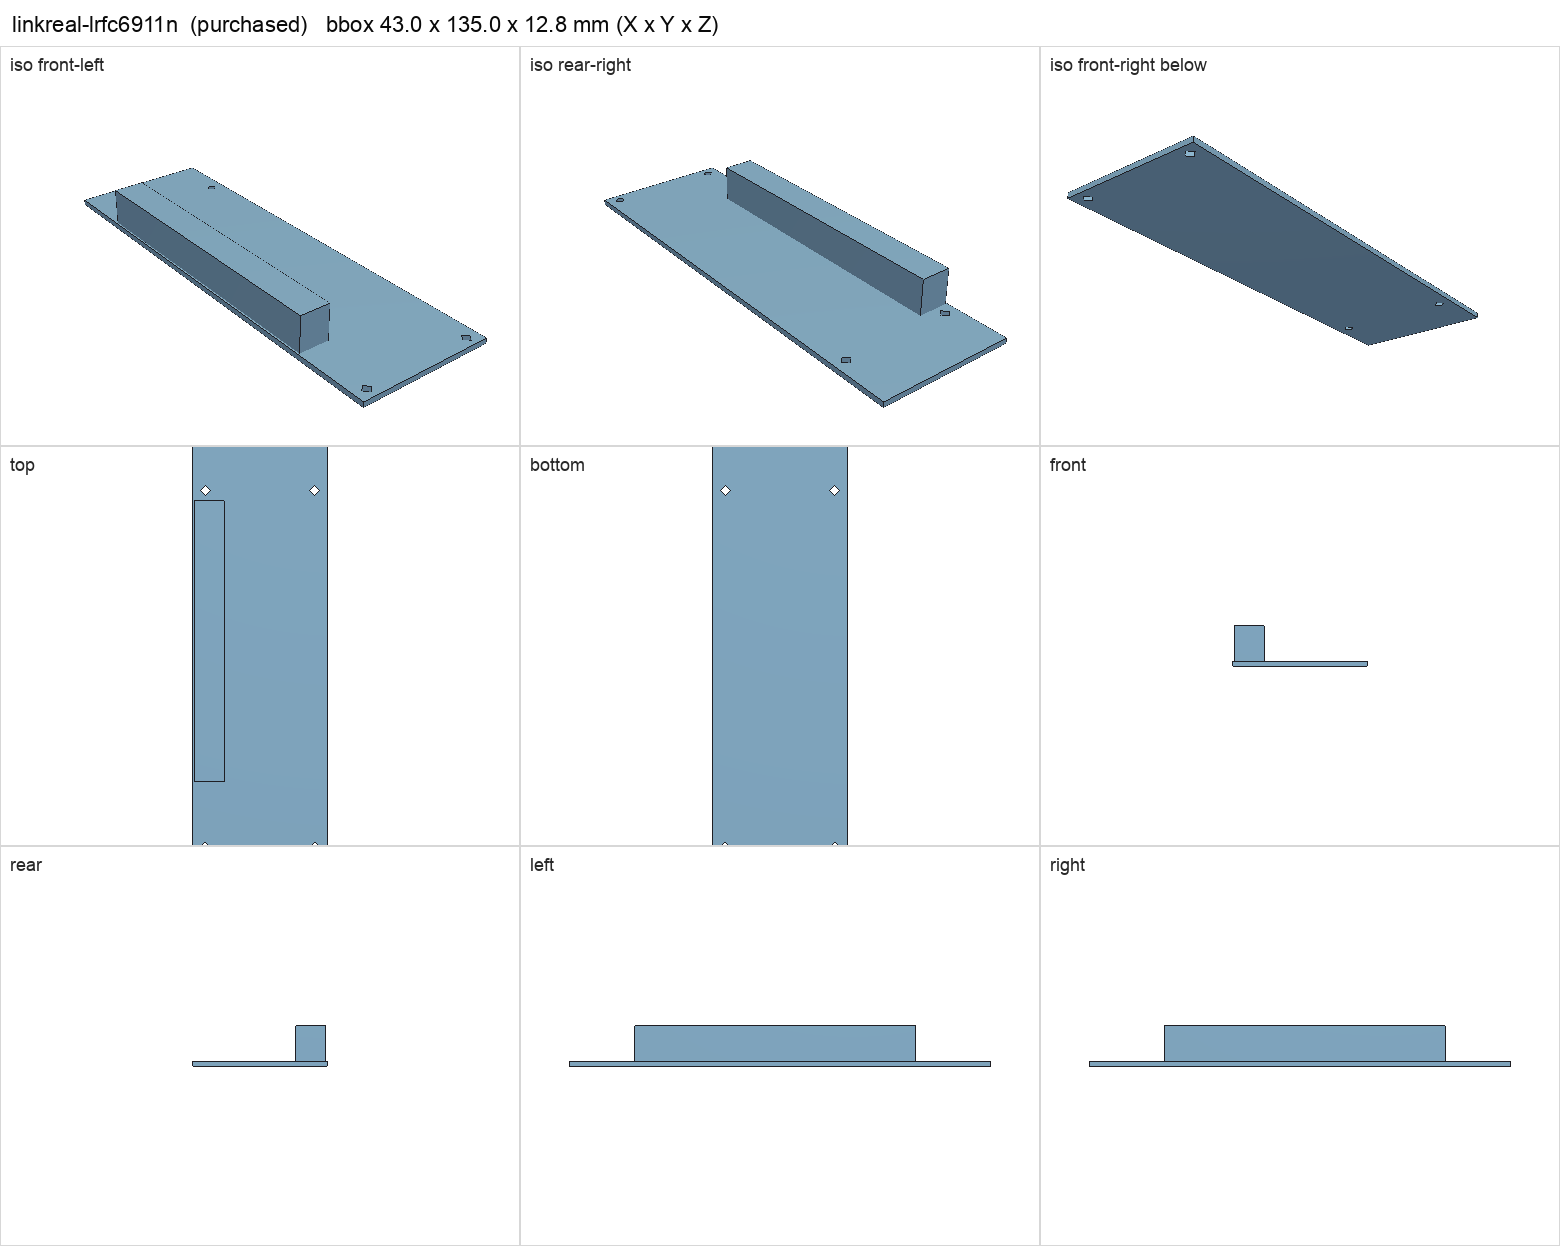 linkreal-lrfc6911n (purchased) bbox 43.0 x 135.0 x 12.8 mm (X x Y x Z)
iso front-left
iso rear-right
iso front-right below
top
bottom
front
rear
left
right